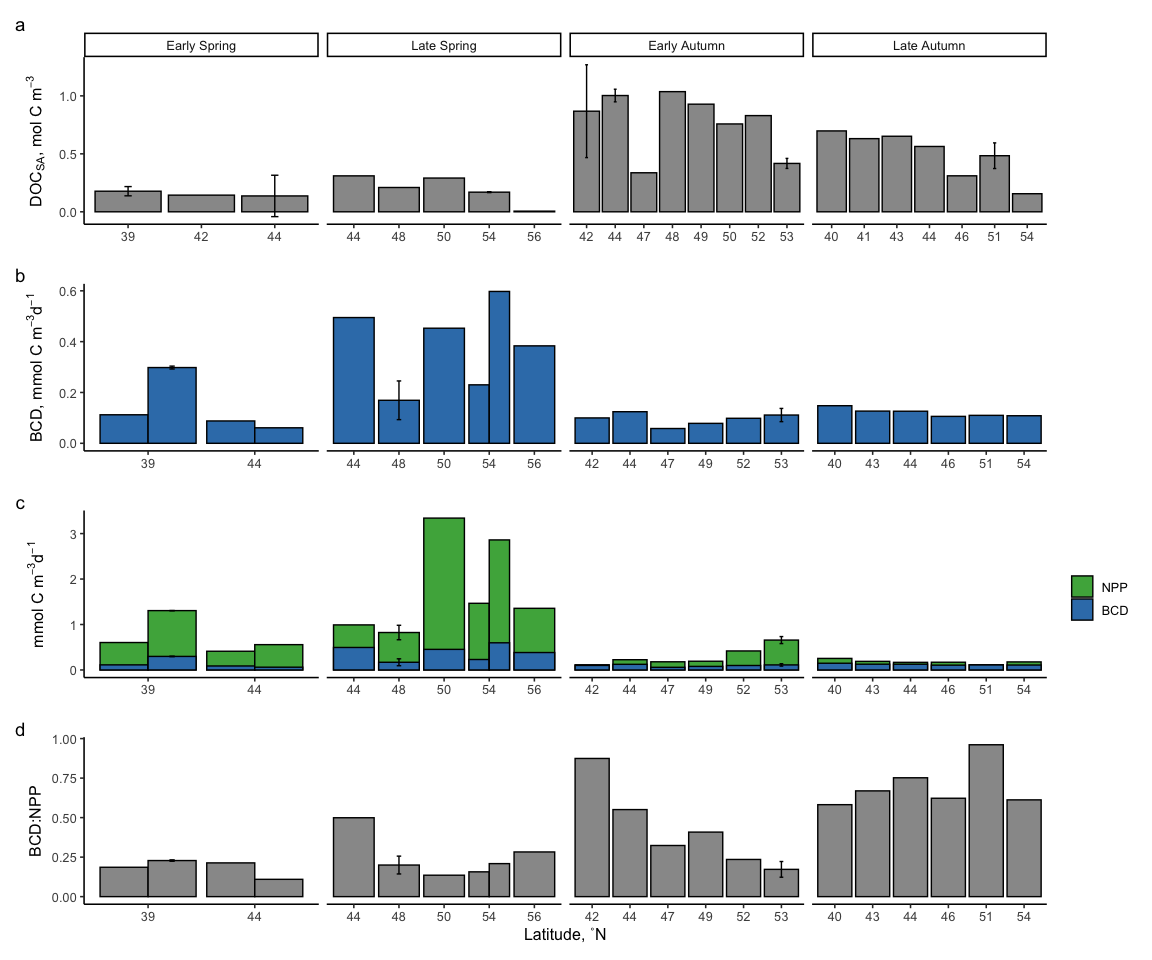 a
Early Spring Late Spring Early Autumn Late Autumn
DOC_SA, mol C m⁻³
1.0
0.5
0.0
39 42 44 44 48 50 54 56 42 44 47 48 49 50 52 53 40 41 43 44 46 51 54
b
BCD, mmol C m⁻³d⁻¹
0.6
0.4
0.2
0.0
39 44 44 48 50 54 56 42 44 47 49 52 53 40 43 44 46 51 54
c
mmol C m⁻³d⁻¹
3
2
1
0
39 44 44 48 50 54 56 42 44 47 49 52 53 40 43 44 46 51 54
NPP
BCD
d
BCD:NPP
1.00
0.75
0.50
0.25
0.00
39 44 44 48 50 54 56 42 44 47 49 52 53 40 43 44 46 51 54
Latitude, ˚N